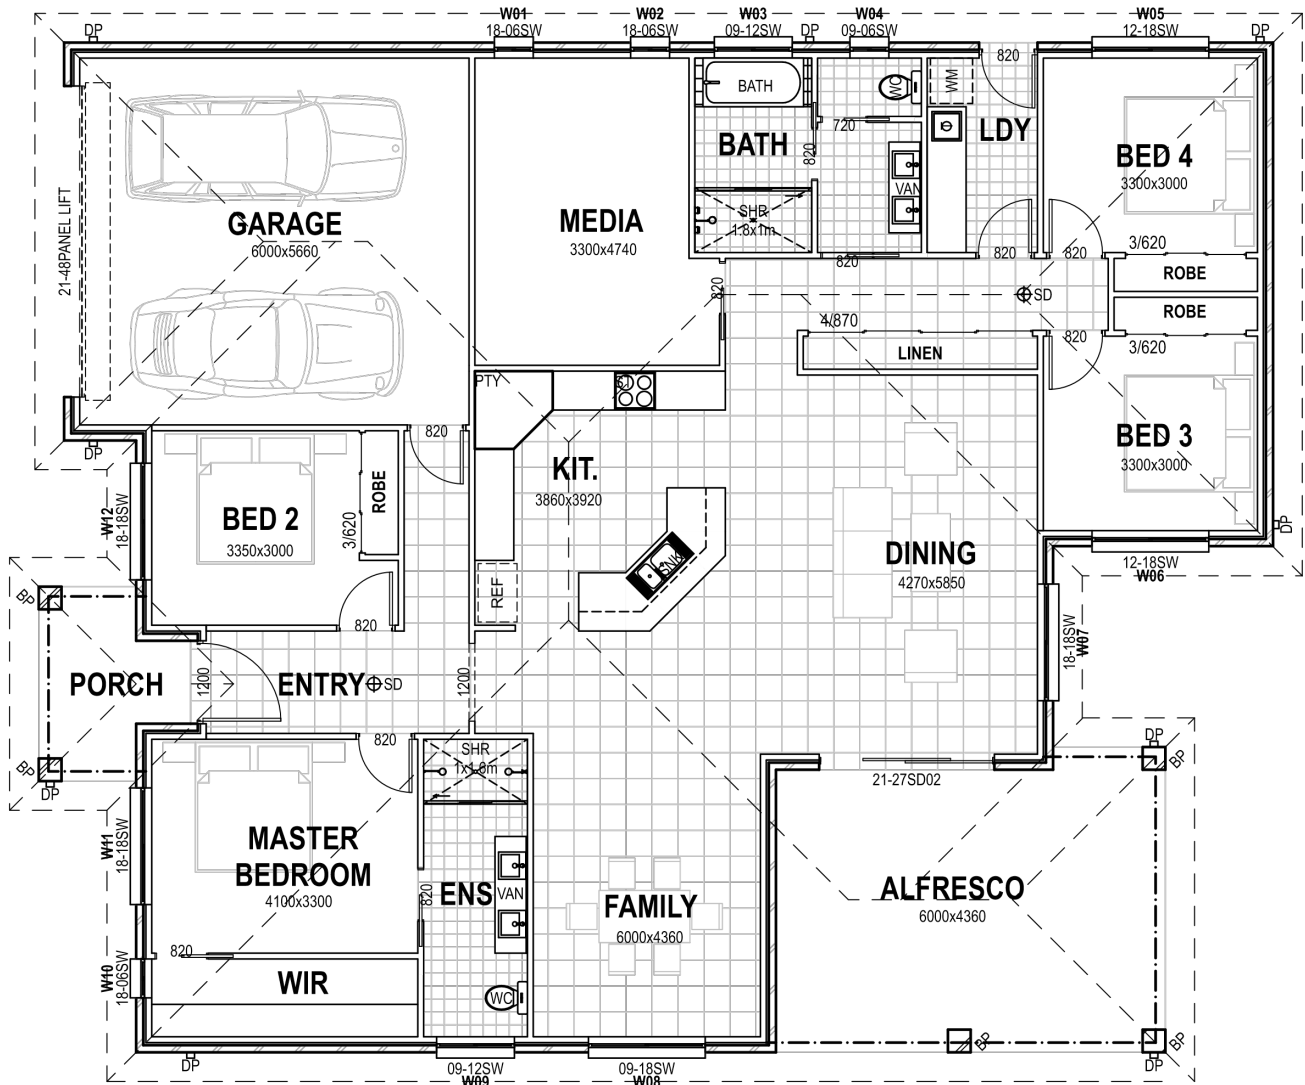 W01
18-06SW
W02
18-06SW
W03
09-12SW
W04
09-06SW
W05
12-18SW
DP
DP
DP
820
BATH
WC
WM
BATH
720
820
LDY
BED 4
3300x3000
21-48PANEL LIFT
GARAGE
6000x5660
MEDIA
3300x4740
SHR
1.8x1m
VAN
820
820
820
3/620
ROBE
820
SD
ROBE
4/870
820
3/620
LINEN
PTY
820
DP
KIT.
3860x3920
BED 3
3300x3000
W12
18-18SW
BED 2
3350x3000
ROBE
3/620
DP
SNK
DINING
4270x5850
12-18SW
W06
REF
BP
820
18-18SW
W07
PORCH
1200
ENTRY
SD
1200
820
BP
DP
SHR
1x1.8m
DP
BP
21-27SD02
W11
18-18SW
MASTER
BEDROOM
4100x3300
820
ENS
VAN
FAMILY
6000x4360
ALFRESCO
6000x4360
W10
18-06SW
820
WIR
WC
DP
09-12SW
W09
09-18SW
W08
BP
BP
DP